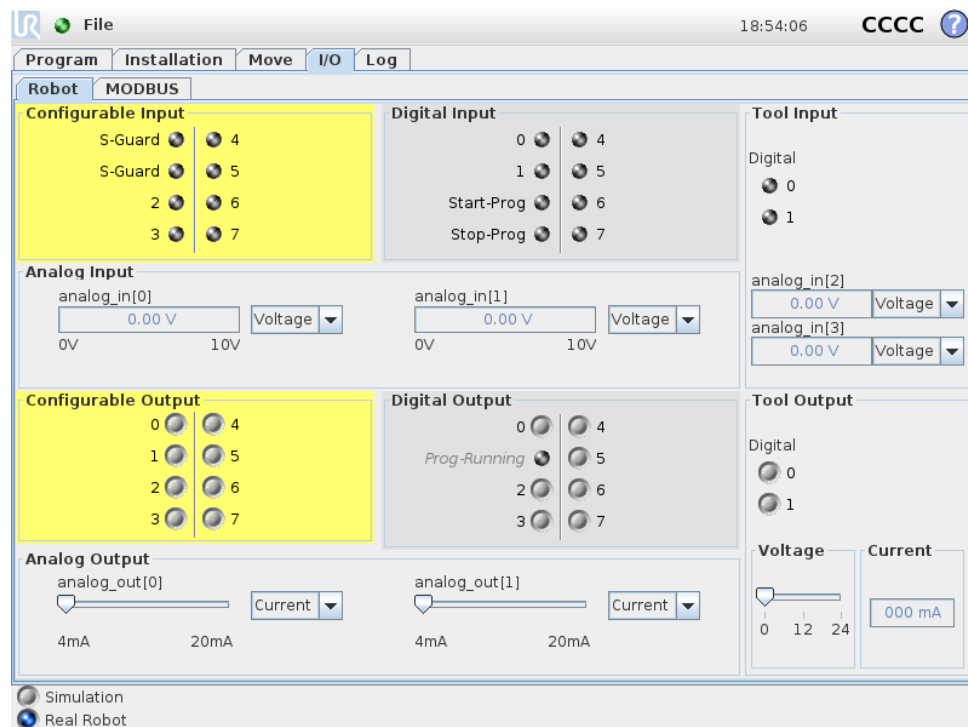 UR File 18:54:06 CCCC ?
Program Installation Move I/O Log
Robot MODBUS
Configurable Input
S-Guard 4
S-Guard 5
2 6
3 7
Digital Input
0 4
1 5
Start-Prog 6
Stop-Prog 7
Tool Input
Digital
0
1
analog_in[2]
0.00 V Voltage
analog_in[3]
0.00 V Voltage
Analog Input
analog_in[0]
0.00 V Voltage
0V 10V
analog_in[1]
0.00 V Voltage
0V 10V
Configurable Output
0 4
1 5
2 6
3 7
Digital Output
0 4
Prog-Running 5
2 6
3 7
Tool Output
Digital
0
1
Voltage
0 12 24
Current
000 mA
Analog Output
analog_out[0]
Current
4mA 20mA
analog_out[1]
Current
4mA 20mA
Simulation
Real Robot